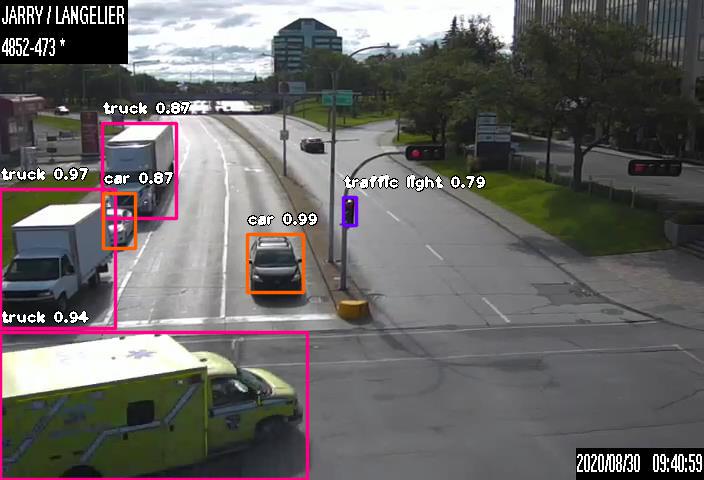 JARRY / LANGELIER
4852-473 *
truck 0.87
truck 0.97
car 0.87
traffic light 0.79
car 0.99
truck 0.94
2020/08/30 09:40:59